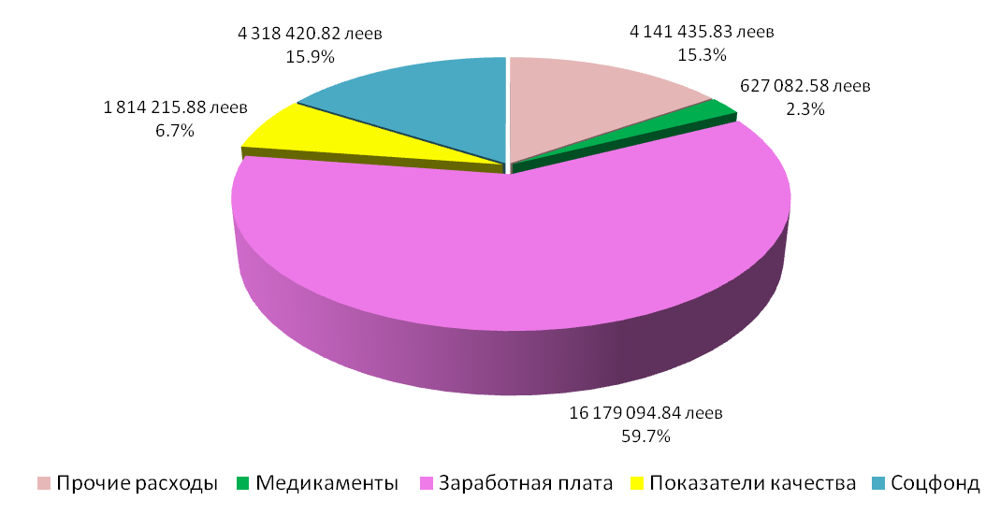 4 318 420.82 леев
15.9%
4 141 435.83 леев
15.3%
1 814 215.88 леев
6.7%
627 082.58 леев
2.3%
16 179 094.84 леев
59.7%
Прочие расходы
Медикаменты
Заработная плата
Показатели качества
Соцфонд